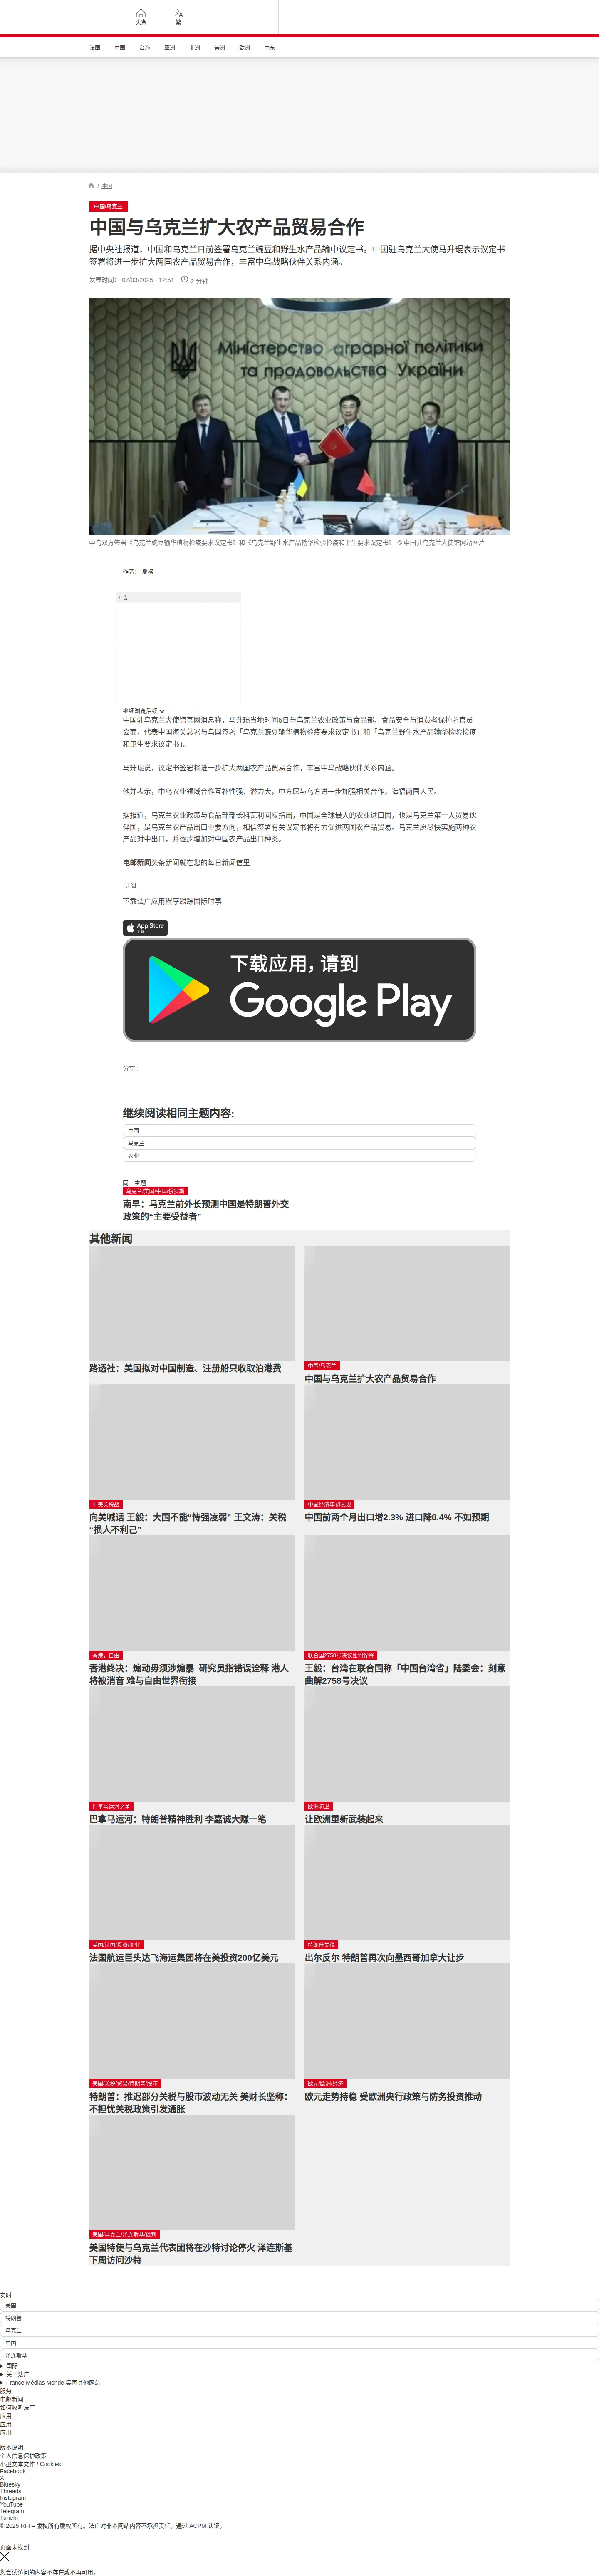 头条
繁
法国
中国
台海
亚洲
非洲
美洲
欧洲
中东
/ 中国
中国/乌克兰
中国与乌克兰扩大农产品贸易合作
据中央社报道，中国和乌克兰日前签署乌克兰豌豆和野生水产品输中议定书。中国驻乌克兰大使马升琨表示议定书
签署将进一步扩大两国农产品贸易合作，丰富中乌战略伙伴关系内涵。
发表时间： 07/03/2025 - 12:51
2 分钟
Міністерство аграрної політики
та продовольства України
中乌双方签署《乌克兰豌豆输华植物检疫要求议定书》和《乌克兰野生水产品输华检验检疫和卫生要求议定书》 © 中国驻乌克兰大使馆网站图片
作者： 夏榕
广告
继续浏览后续
中国驻乌克兰大使馆官网消息称，马升琨当地时间6日与乌克兰农业政策与食品部、食品安全与消费者保护署官员
会面，代表中国海关总署与乌国签署「乌克兰豌豆输华植物检疫要求议定书」和「乌克兰野生水产品输华检验检疫
和卫生要求议定书」。
马升琨说，议定书签署将进一步扩大两国农产品贸易合作，丰富中乌战略伙伴关系内涵。
他并表示，中乌农业领域合作互补性强、潜力大，中方愿与乌方进一步加强相关合作，造福两国人民。
据报道，乌克兰农业政策与食品部部长科瓦利回应指出，中国是全球最大的农业进口国，也是乌克兰第一大贸易伙
伴国，是乌克兰农产品出口重要方向，相信签署有关议定书将有力促进两国农产品贸易。乌克兰愿尽快实施两种农
产品对中出口，并逐步增加对中国农产品出口种类。
电邮新闻头条新闻就在您的每日新闻信里
订阅
下载法广应用程序跟踪国际时事
App Store
下载
下载应用，请到
Google Play
分享 :
继续阅读相同主题内容:
中国
乌克兰
农业
同一主题
乌克兰/美国/中国/俄罗斯
南早：乌克兰前外长预测中国是特朗普外交
政策的“主要受益者”
其他新闻
路透社：美国拟对中国制造、注册船只收取泊港费
中国/乌克兰
中国与乌克兰扩大农产品贸易合作
中美关税战
向美喊话 王毅：大国不能“恃强凌弱” 王文涛：关税
“损人不利己”
中国经济年初表现
中国前两个月出口增2.3% 进口降8.4% 不如预期
香港，自由
香港终决：煽动毋须涉煽暴 研究员指错误诠释 港人
将被消音 难与自由世界衔接
联合国2758号决议如何诠释
王毅：台湾在联合国称「中国台湾省」陆委会：刻意
曲解2758号决议
巴拿马运河之争
巴拿马运河：特朗普精神胜利 李嘉诚大赚一笔
欧洲防卫
让欧洲重新武装起来
美国/法国/投资/船业
法国航运巨头达飞海运集团将在美投资200亿美元
特朗普关税
出尔反尔 特朗普再次向墨西哥加拿大让步
美国/关税/贸易/特朗普/股市
特朗普：推迟部分关税与股市波动无关 美财长坚称：
不担忧关税政策引发通胀
欧元/欧洲/经济
欧元走势持稳 受欧洲央行政策与防务投资推动
美国/乌克兰/泽连斯基/谈判
美国特使与乌克兰代表团将在沙特讨论停火 泽连斯基
下周访问沙特
实时
美国
特朗普
乌克兰
中国
泽连斯基
国际
关于法广
France Médias Monde 集团其他网站
服务
电邮新闻
如何收听法广
应用
应用
应用
版本说明
个人信息保护政策
小型文本文件 / Cookies
Facebook
X
Bluesky
Threads
Instagram
YouTube
Telegram
TuneIn
© 2025 RFI – 版权所有版权所有。法广对非本网站内容不承担责任。通过 ACPM 认证。
页面未找到
您尝试访问的内容不存在或不再可用。